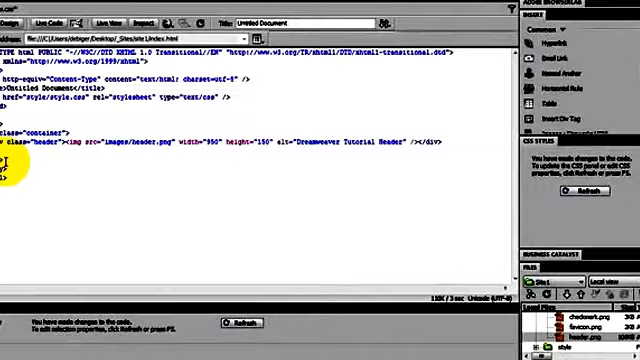 .css*
Design Live Code Live View Inspect Title: Untitled Document
Address: file:///C|/Users/debiger/Desktop/_Sites/site1/index.html
TYPE html PUBLIC "-//W3C//DTD XHTML 1.0 Transitional//EN" "http://www.w3.org/TR/xhtml1/DTD/xhtml1-transitional.dtd">
xmlns="http://www.w3.org/1999/xhtml">
http-equiv="Content-Type" content="text/html; charset=utf-8" />
>Untitled Document</title>
href="style/style.css" rel="stylesheet" type="text/css" />
class="container">
v class="header"><img src="images/header.png" width="950" height="150" alt="Dreamweaver Tutorial Header" /></div>
ADOBE BROWSERLAB
INSERT
Common
Hyperlink
Email Link
Named Anchor
Horizontal Rule
Table
Insert Div Tag
CSS STYLES
You have made changes to the code.
To update the CSS panel or edit CSS
properties, click Refresh or press F5.
Refresh
BUSINESS CATALYST
FILES
Site1 Local view
Local Files
checkmark.png
favicon.png
header.png
style
Unicode (UTF-8)
You have made changes to the code.
To edit selection properties, click Refresh or press F5.
Refresh